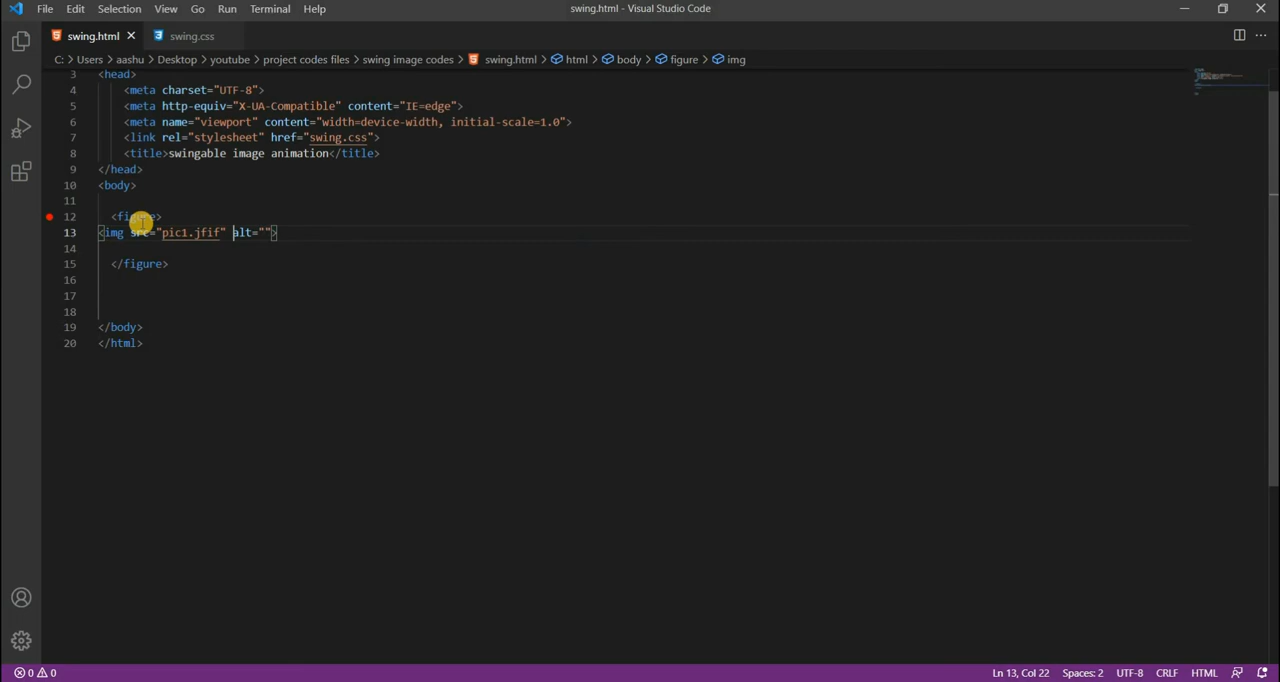 File Edit Selection View Go Run Terminal Help swing.html - Visual Studio Code
swing.html swing.css
C: > Users > aashu > Desktop > youtube > project codes files > swing image codes > swing.html > html > body > figure > img
3 <head>
4 <meta charset="UTF-8">
5 <meta http-equiv="X-UA-Compatible" content="IE=edge">
6 <meta name="viewport" content="width=device-width, initial-scale=1.0">
7 <link rel="stylesheet" href="swing.css">
8 <title>swingable image animation</title>
9 </head>
10 <body>
11
12 <figure>
13 <img src="pic1.jfif" alt="">
14
15 </figure>
16
17
18
19 </body>
20 </html>
0 0 Ln 13, Col 22 Spaces: 2 UTF-8 CRLF HTML